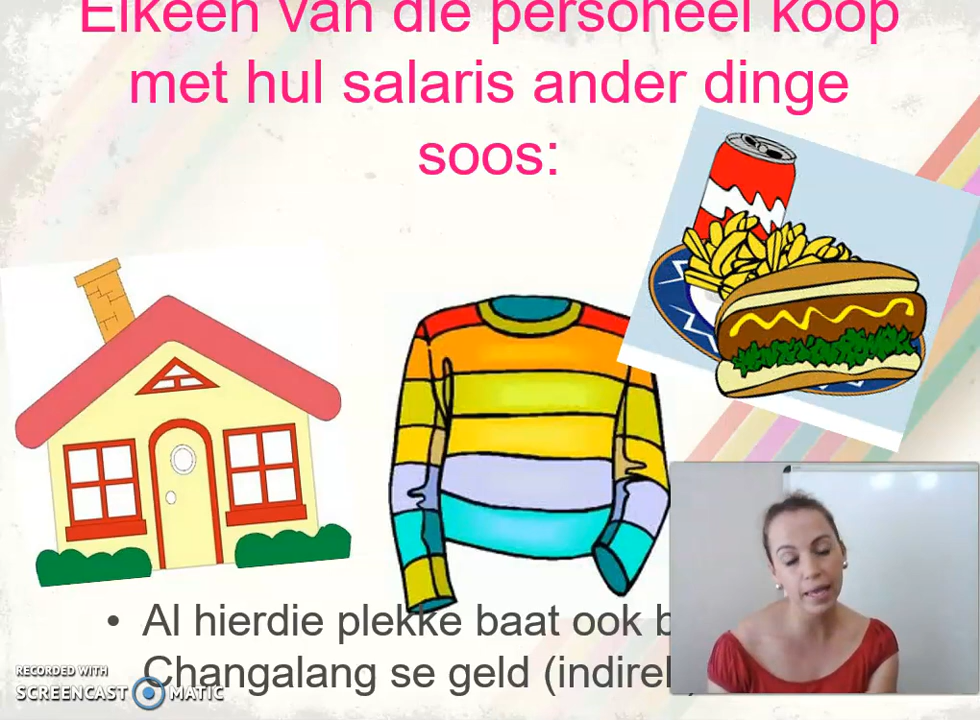 Elkeen van die personeel koop
met hul salaris ander dinge
soos:
• Al hierdie plekke baat ook
Changalang se geld
RECORDED WITH
SCREENCAST MATIC